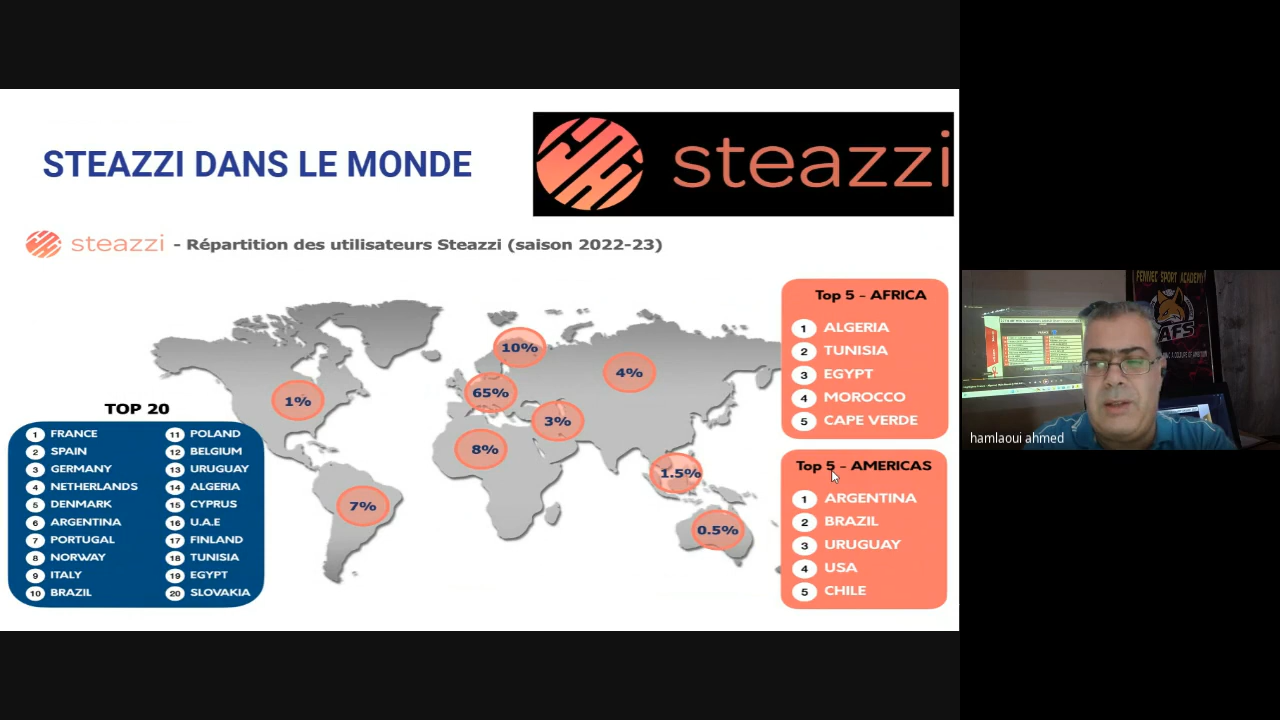 STEAZZI DANS LE MONDE
steazzi
steazzi - Répartition des utilisateurs Steazzi (saison 2022-23)
10%
4%
65%
1%
3%
8%
1.5%
7%
0.5%
TOP 20
1 FRANCE
2 SPAIN
3 GERMANY
4 NETHERLANDS
5 DENMARK
6 ARGENTINA
7 PORTUGAL
8 NORWAY
9 ITALY
10 BRAZIL
11 POLAND
12 BELGIUM
13 URUGUAY
14 ALGERIA
15 CYPRUS
16 U.A.E
17 FINLAND
18 TUNISIA
19 EGYPT
20 SLOVAKIA
Top 5 - AFRICA
1 ALGERIA
2 TUNISIA
3 EGYPT
4 MOROCCO
5 CAPE VERDE
Top 5 - AMERICAS
1 ARGENTINA
2 BRAZIL
3 URUGUAY
4 USA
5 CHILE
FENNEC SPORT ACADEMY
AFS
hamlaoui ahmed